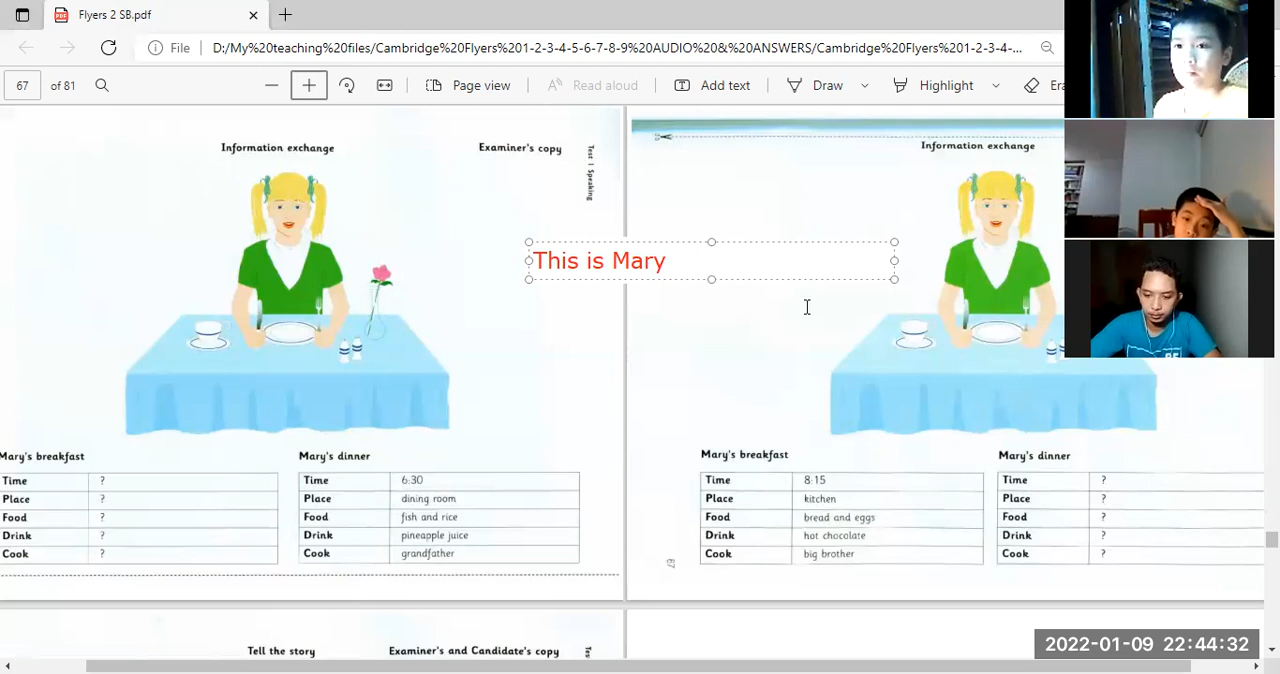 Flyers 2 SB.pdf
File
D:/My%20teaching%20files/Cambridge%20Flyers%201-2-3-4-5-6-7-8-9%20AUDIO%20&%20ANSWERS/Cambridge%20Flyers%201-2-3-4-...
67 of 81
Page view
Read aloud
Add text
Draw
Highlight
Era
Information exchange
Examiner's copy
Test 1 Speaking
This is Mary
Mary's breakfast
Time ?
Place ?
Food ?
Drink ?
Cook ?
Mary's dinner
Time 6:30
Place dining room
Food fish and rice
Drink pineapple juice
Cook grandfather
Information exchange
Mary's breakfast
Time 8:15
Place kitchen
Food bread and eggs
Drink hot chocolate
Cook big brother
Mary's dinner
Time ?
Place ?
Food ?
Drink ?
Cook ?
67
Tell the story
Examiner's and Candidate's copy
Tes
2022-01-09 22:44:32